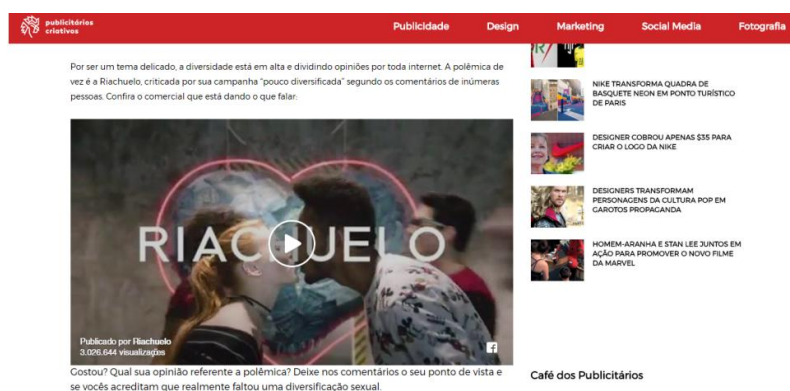 publicitários
criativos
Publicidade
Design
Marketing
Social Media
Fotografia
Por ser um tema delicado, a diversidade está em alta e dividindo opiniões por toda internet. A polêmica de
vez é a Riachuelo, criticada por sua campanha “pouco diversificada” segundo os comentários de inúmeras
pessoas. Confira o comercial que está dando o que falar:
RIACHUELO
Publicado por Riachuelo
3.026.644 visualizações
Gostou? Qual sua opinião referente a polêmica? Deixe nos comentários o seu ponto de vista e
se vocês acreditam que realmente faltou uma diversificação sexual.
NIKE TRANSFORMA QUADRA DE
BASQUETE NEON EM PONTO TURÍSTICO
DE PARIS
DESIGNER COBROU APENAS $35 PARA
CRIAR O LOGO DA NIKE
DESIGNERS TRANSFORMAM
PERSONAGENS DA CULTURA POP EM
GAROTOS PROPAGANDA
HOMEM-ARANHA E STAN LEE JUNTOS EM
AÇÃO PARA PROMOVER O NOVO FILME
DA MARVEL
Café dos Publicitários